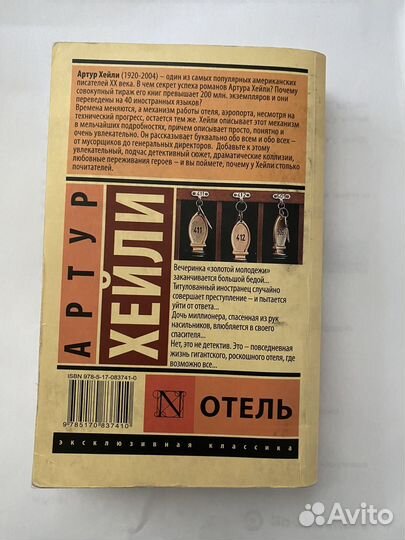 Артур Хейли (1920-2004) – один из самых популярных американских
писателей XX века. В чем секрет успеха романов Артура Хейли? Почему
совокупный тираж его книг превышает 200 млн. экземпляров и они
переведены на 40 иностранных языков?
Времена меняются, а механизм работы отеля, аэропорта, несмотря на
технический прогресс, остается тем же. Хейли описывает этот механизм
в мельчайших подробностях, причем описывает просто, понятно и
очень увлекательно. Он рассказывает буквально обо всем и обо всех –
от мусорщиков до генеральных директоров. Добавьте к этому
увлекательный, подчас детективный сюжет, драматические коллизии,
любовные переживания героев – и вы поймете, почему у Хейли столько
почитателей.
АРТУР
ХЕЙЛИ
411
412
Вечеринка «золотой молодежи»
заканчивается большой бедой...
Титулованный иностранец случайно
совершает преступление – и пытается
уйти от ответа...
Дочь миллионера, спасенная из рук
насильников, влюбляется в своего
спасителя...
Нет, это не детектив. Это – повседневная
жизнь гигантского, роскошного отеля, где
возможно все...
ISBN 978-5-17-083741-0
9 785170 837410
N
ОТЕЛЬ
эксклюзивная классика
Avito